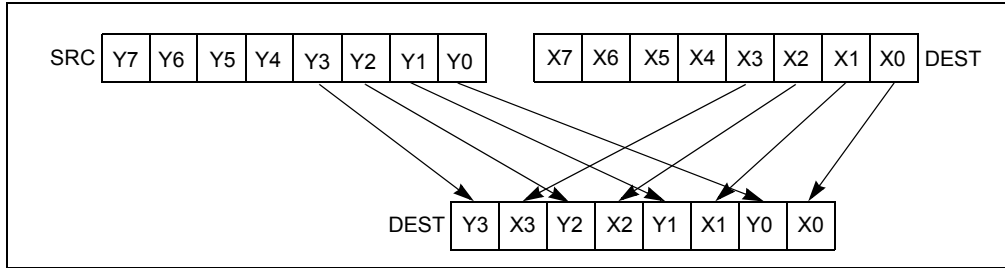 SRC Y7 Y6 Y5 Y4 Y3 Y2 Y1 Y0 X7 X6 X5 X4 X3 X2 X1 X0 DEST
DEST Y3 X3 Y2 X2 Y1 X1 Y0 X0